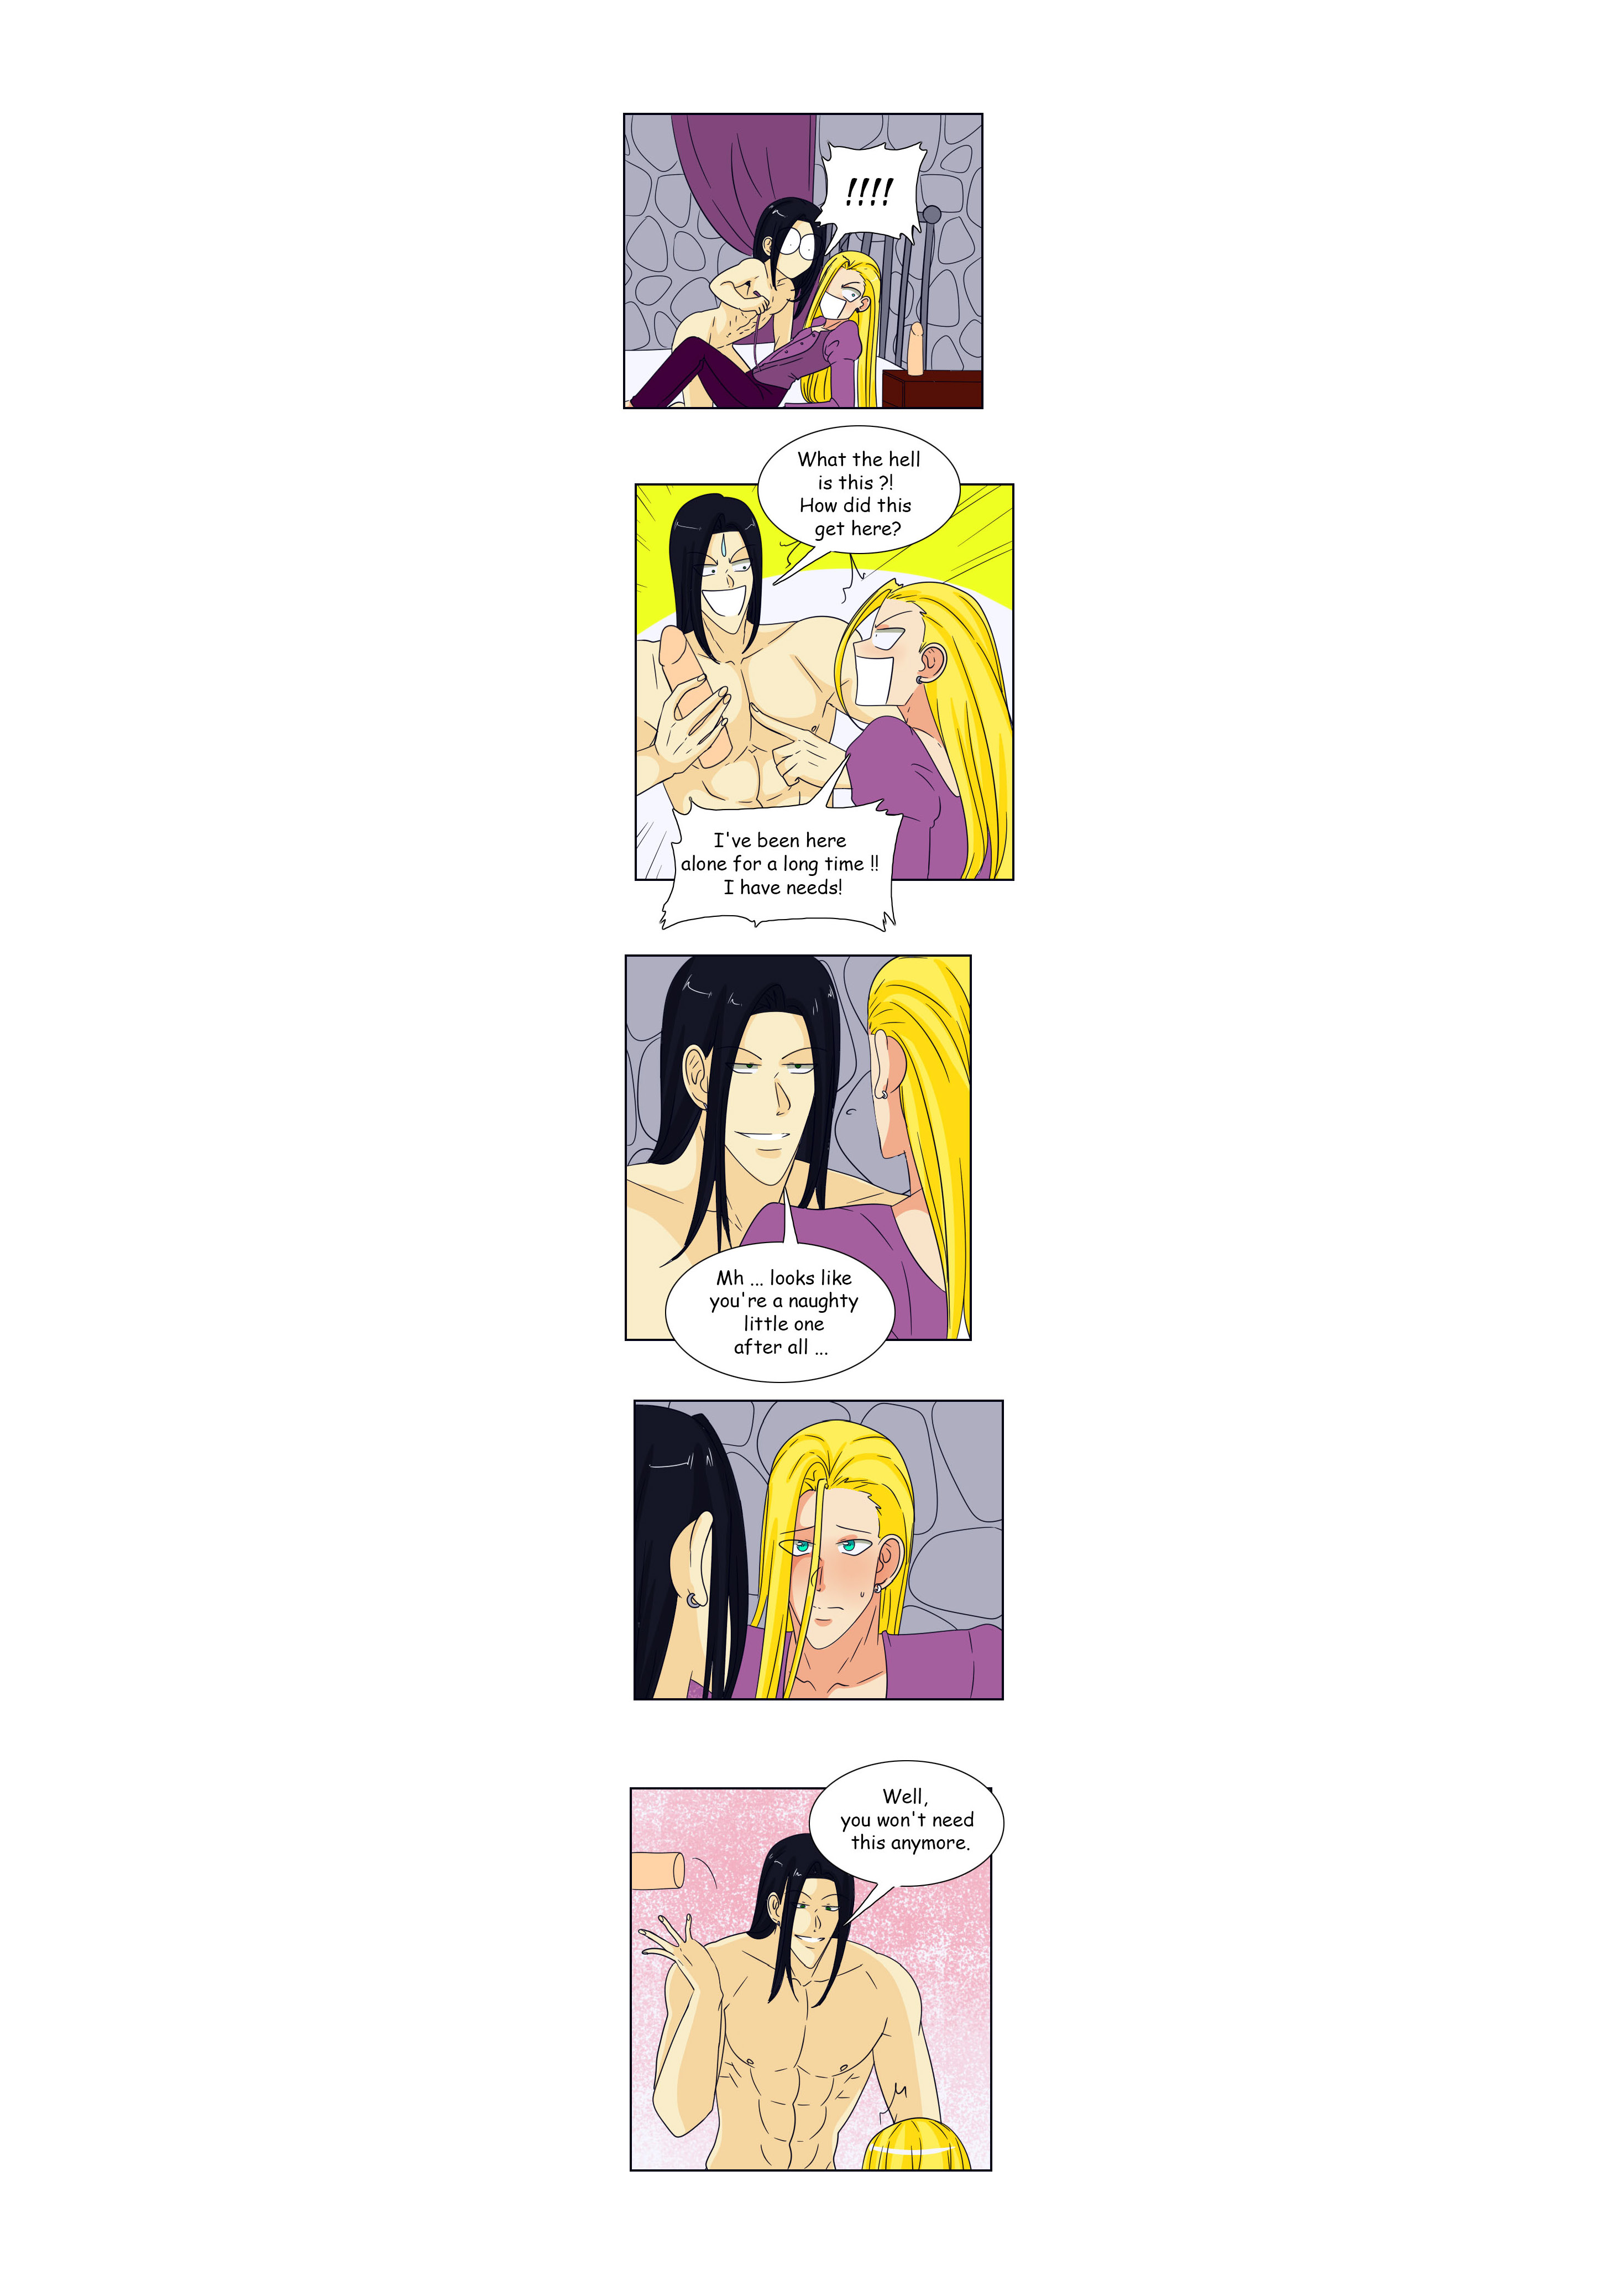 !!!!
What the hell
is this ?!
How did this
get here?
I've been here
alone for a long time !!
I have needs!
Mh ... looks like
you're a naughty
little one
after all ...
Well,
you won't need
this anymore.